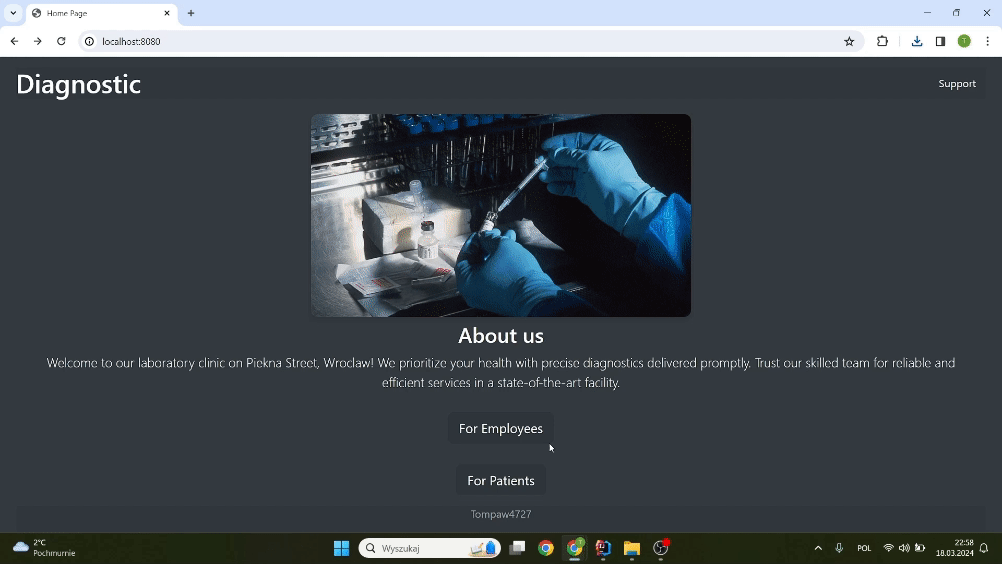 Home Page
localhost:8080
T
Diagnostic
Support
About us
Welcome to our laboratory clinic on Piekna Street, Wroclaw! We prioritize your health with precise diagnostics delivered promptly. Trust our skilled team for reliable and
efficient services in a state-of-the-art facility.
For Employees
For Patients
Tompaw4727
2°C
Pochmurnie
Wyszukaj
POL
22:58
18.03.2024